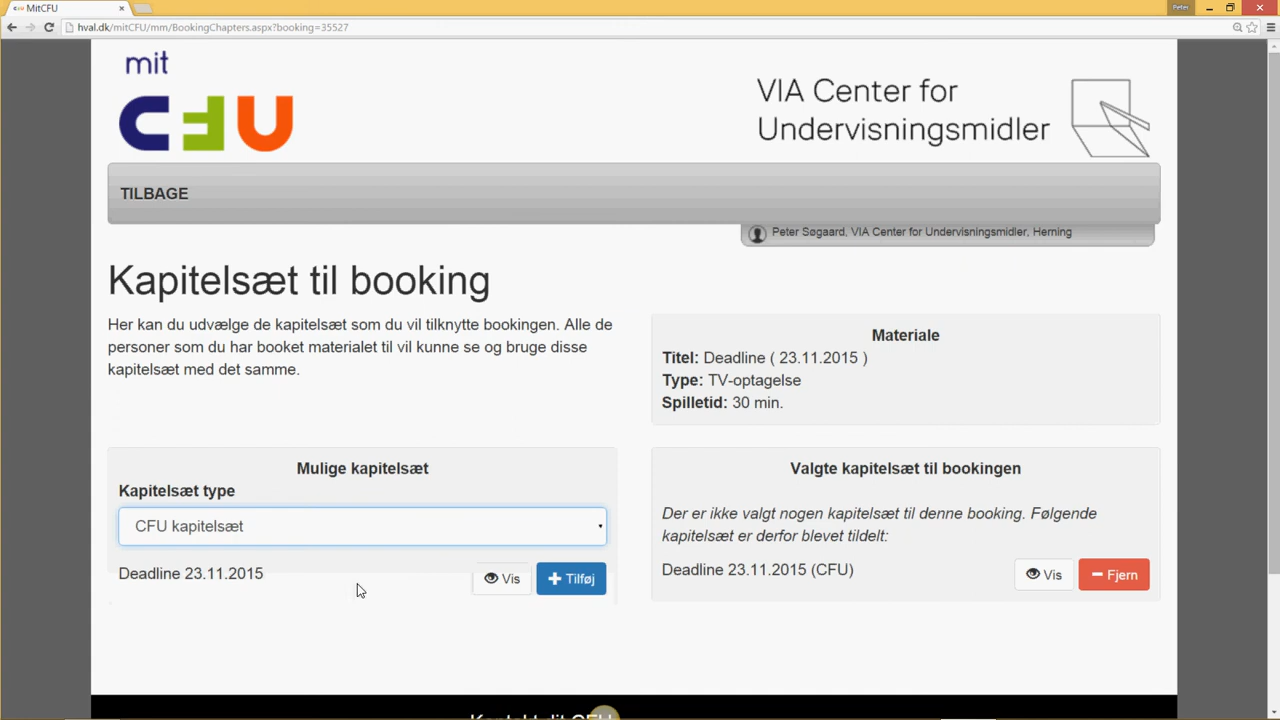 MitCFU
Peter
hval.dk/mitCFU/mm/BookingChapters.aspx?booking=35527
mit
CFU
VIA Center for
Undervisningsmidler
TILBAGE
Peter Søgaard, VIA Center for Undervisningsmidler, Herning
Kapitelsæt til booking
Her kan du udvælge de kapitelsæt som du vil tilknytte bookingen. Alle de
personer som du har booket materialet til vil kunne se og bruge disse
kapitelsæt med det samme.
Materiale
Titel: Deadline ( 23.11.2015 )
Type: TV-optagelse
Spilletid: 30 min.
Mulige kapitelsæt
Kapitelsæt type
CFU kapitelsæt
Deadline 23.11.2015
Vis
Tilføj
Valgte kapitelsæt til bookingen
Der er ikke valgt nogen kapitelsæt til denne booking. Følgende
kapitelsæt er derfor blevet tildelt:
Deadline 23.11.2015 (CFU)
Vis
Fjern
Kontakt dit CFU